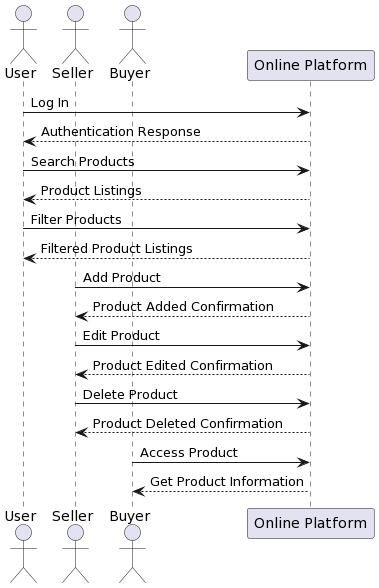 User Seller Buyer Online Platform
Log In
Authentication Response
Search Products
Product Listings
Filter Products
Filtered Product Listings
Add Product
Product Added Confirmation
Edit Product
Product Edited Confirmation
Delete Product
Product Deleted Confirmation
Access Product
Get Product Information
User Seller Buyer Online Platform